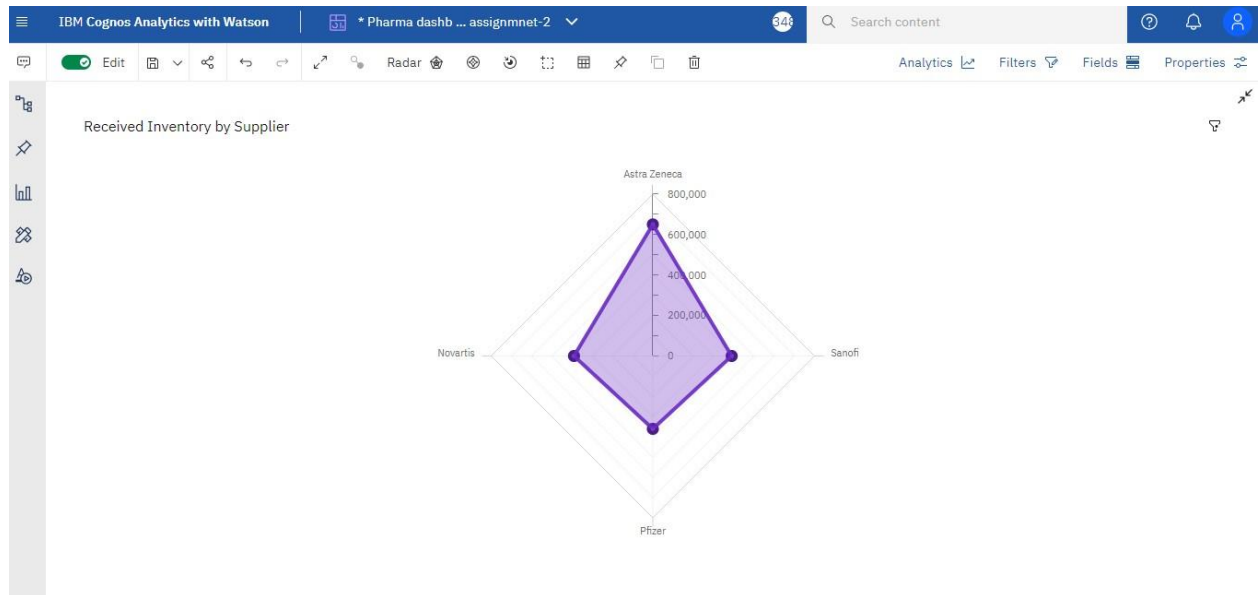 IBM Cognos Analytics with Watson
* Pharma dashb ... assignmnet-2
348
Search content
Edit
Radar
Analytics
Filters
Fields
Properties
Received Inventory by Supplier
Astra Zeneca
800,000
600,000
400,000
200,000
0
Novartis
Sanofi
Pfizer